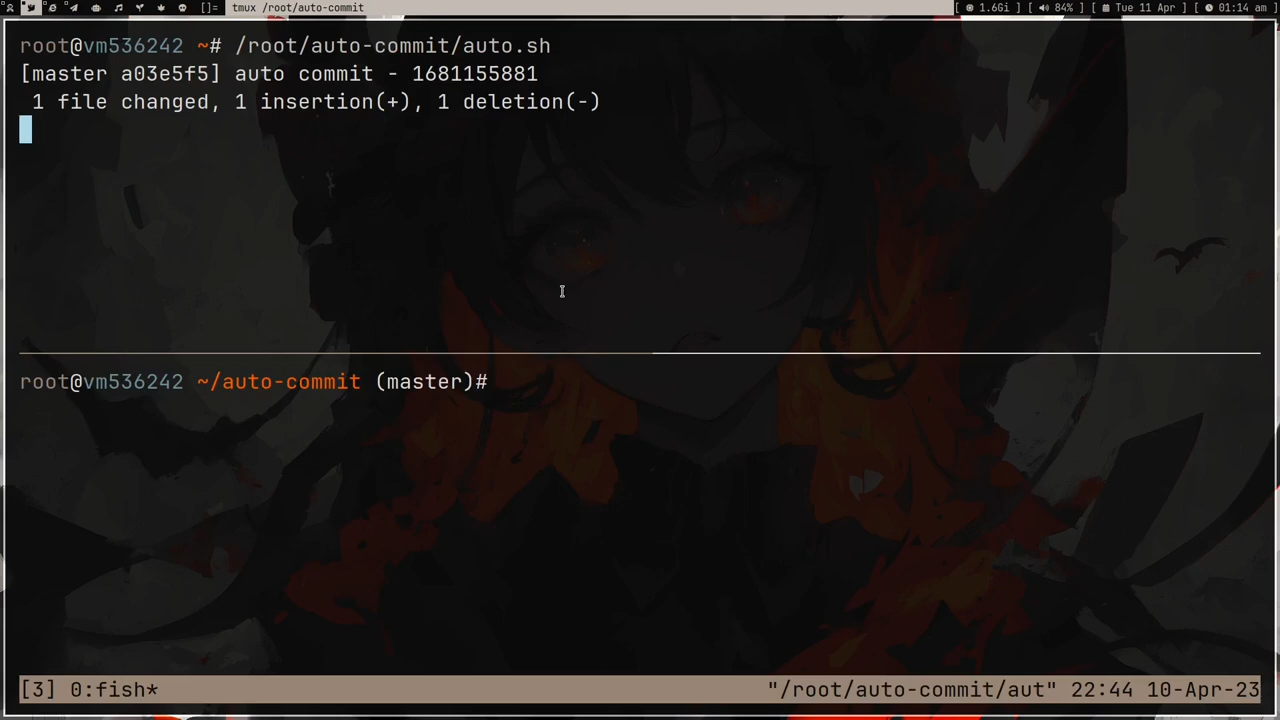 []= tmux /root/auto-commit [ 1.66i ] [ 84% ] [ Tue 11 Apr ] [ 01:14 am ]
root@vm536242 ~# /root/auto-commit/auto.sh
[master a03e5f5] auto commit - 1681155881
1 file changed, 1 insertion(+), 1 deletion(-)
root@vm536242 ~/auto-commit (master)#
[3] 0:fish* "/root/auto-commit/aut" 22:44 10-Apr-23